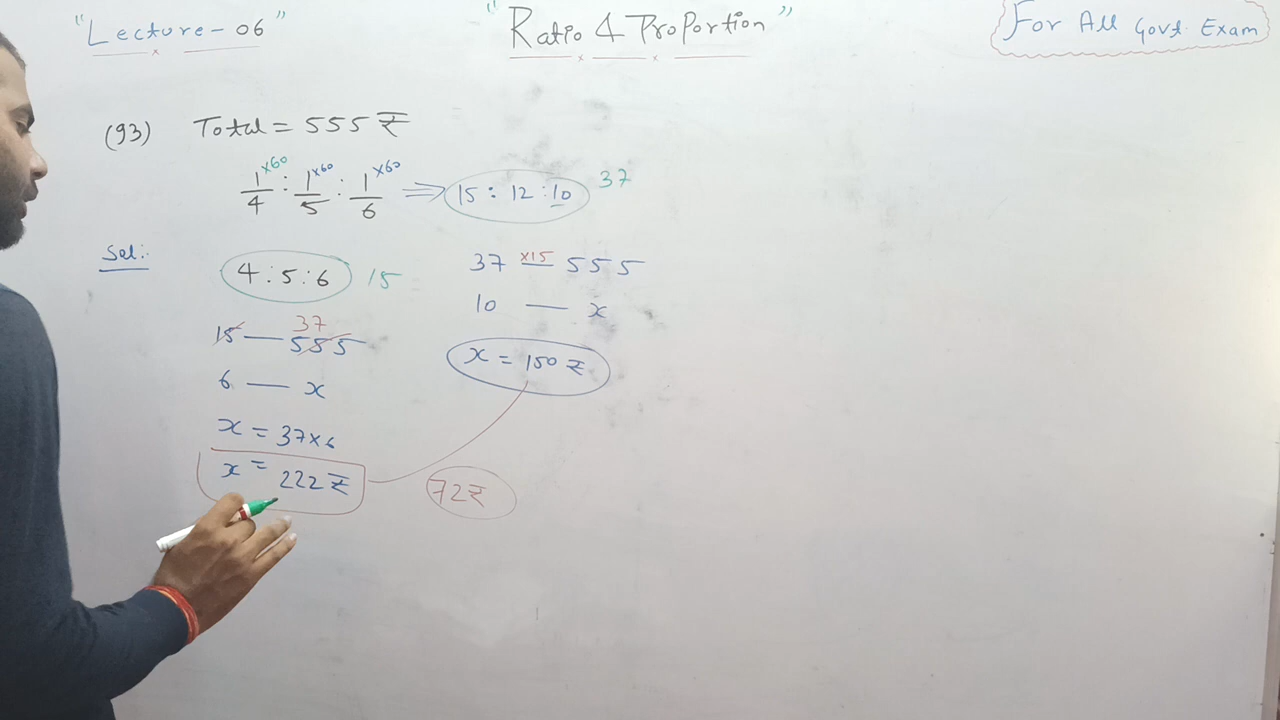 "Lecture-06"
"Ratio & Proportion"
For All Govt. Exam
(93) Total = 555 ₹
1/4 ×60 : 1/5 ×60 : 1/6 ×60 ⇒ 15 : 12 : 10 37
Sol:
4 : 5 : 6 15
15 — 555 37
6 — x
x = 37×6
x = 222 ₹
37 ×15 — 555
10 — x
x = 150 ₹
72₹